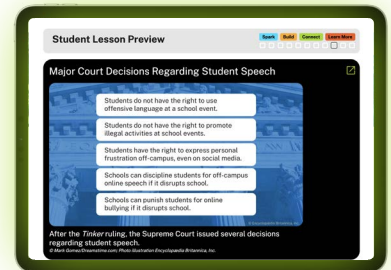 Student Lesson Preview
Spark Build Connect Learn More
Major Court Decisions Regarding Student Speech
Students do not have the right to use
offensive language at a school event.
Students do not have the right to promote
illegal activities at school events.
Students have the right to express personal
frustration off-campus, even on social media.
Schools can discipline students for off-campus
online speech if it disrupts school.
Schools can punish students for online
bullying if it disrupts school.
© Encyclopædia Britannica, Inc.
After the Tinker ruling, the Supreme Court issued several decisions
regarding student speech.
© Mark Gomez/Dreamstime.com; Photo Illustration Encyclopædia Britannica, Inc.